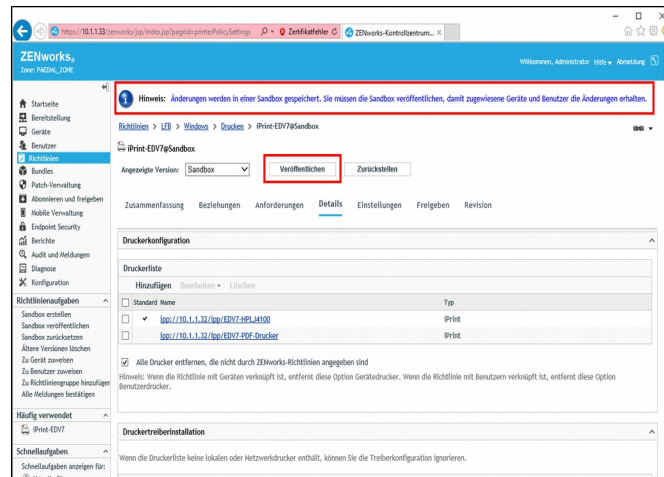 https://10.1.1.33/zenworks/jsp/index.jsp?pageid=printerPolicySettings
Zertifikatfehler
ZENworks-Kontrollzentrum...
ZENworks
Zone: PAEDML_ZONE
Willkommen, Administrator
Hilfe
Abmeldung
Hinweis: Änderungen werden in einer Sandbox gespeichert. Sie müssen die Sandbox veröffentlichen, damit zugewiesene Geräte und Benutzer die Änderungen erhalten.
Startseite
Bereitstellung
Geräte
Benutzer
Richtlinien
Bundles
Patch-Verwaltung
Abonnieren und freigeben
Mobile Verwaltung
Endpoint Security
Berichte
Audit und Meldungen
Diagnose
Konfiguration
Richtlinienaufgaben
Sandbox erstellen
Sandbox veröffentlichen
Sandbox zurücksetzen
Ältere Versionen löschen
Zu Gerät zuweisen
Zu Benutzer zuweisen
Zu Richtliniengruppe hinzufügen
Alle Meldungen bestätigen
Häufig verwendet
iPrint-EDV7
Schnellaufgaben
Schnellaufgaben anzeigen für:
Richtlinien > LFB > Windows > Drucken > iPrint-EDV7@Sandbox
iPrint-EDV7@Sandbox
Angezeigte Version: Sandbox Veröffentlichen Zurückstellen
Zusammenfassung Beziehungen Anforderungen Details Einstellungen Freigeben Revision
Druckerkonfiguration
Druckerliste
Hinzufügen Bearbeiten Löschen
Standard Name Typ
ipp://10.1.1.32/ipp/EDV7-HPLJ4100 iPrint
ipp://10.1.1.32/ipp/EDV7-PDF-Drucker iPrint
Alle Drucker entfernen, die nicht durch ZENworks-Richtlinien angegeben sind
Hinweis: Wenn die Richtlinie mit Geräten verknüpft ist, entfernt diese Option Gerätedrucker. Wenn die Richtlinie mit Benutzern verknüpft ist, entfernt diese Option
Benutzerdrucker.
Druckertreiberinstallation
Wenn die Druckerliste keine lokalen oder Netzwerkdrucker enthält, können Sie die Treiberkonfiguration ignorieren.